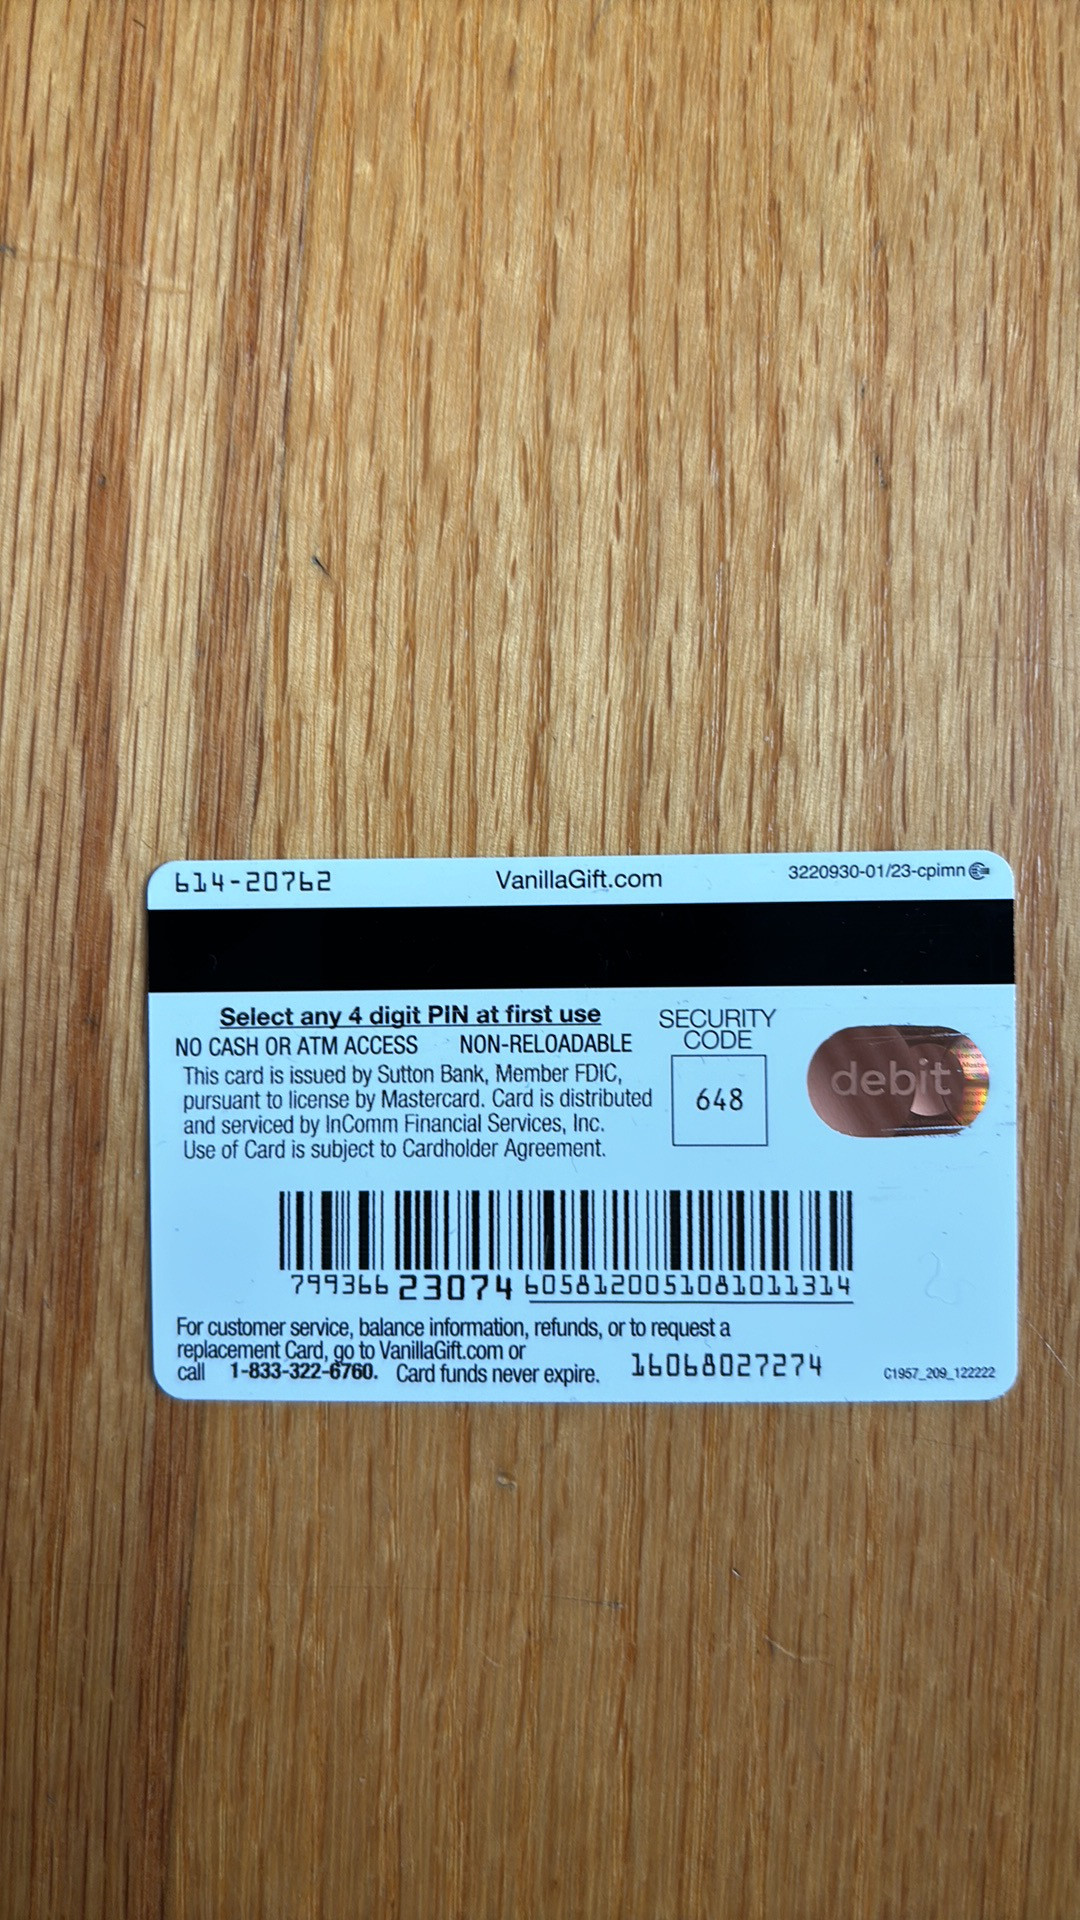 614-20762
VanillaGift.com
3220930-01/23-cpimn
Select any 4 digit PIN at first use
NO CASH OR ATM ACCESS NON-RELOADABLE
This card is issued by Sutton Bank, Member FDIC,
pursuant to license by Mastercard. Card is distributed
and serviced by InComm Financial Services, Inc.
Use of Card is subject to Cardholder Agreement.
SECURITY
CODE
648
debit
799366 23074 6058120051081011314
For customer service, balance information, refunds, or to request a
replacement Card, go to VanillaGift.com or
call 1-833-322-6760. Card funds never expire.
16068027274
C1957_209_122222